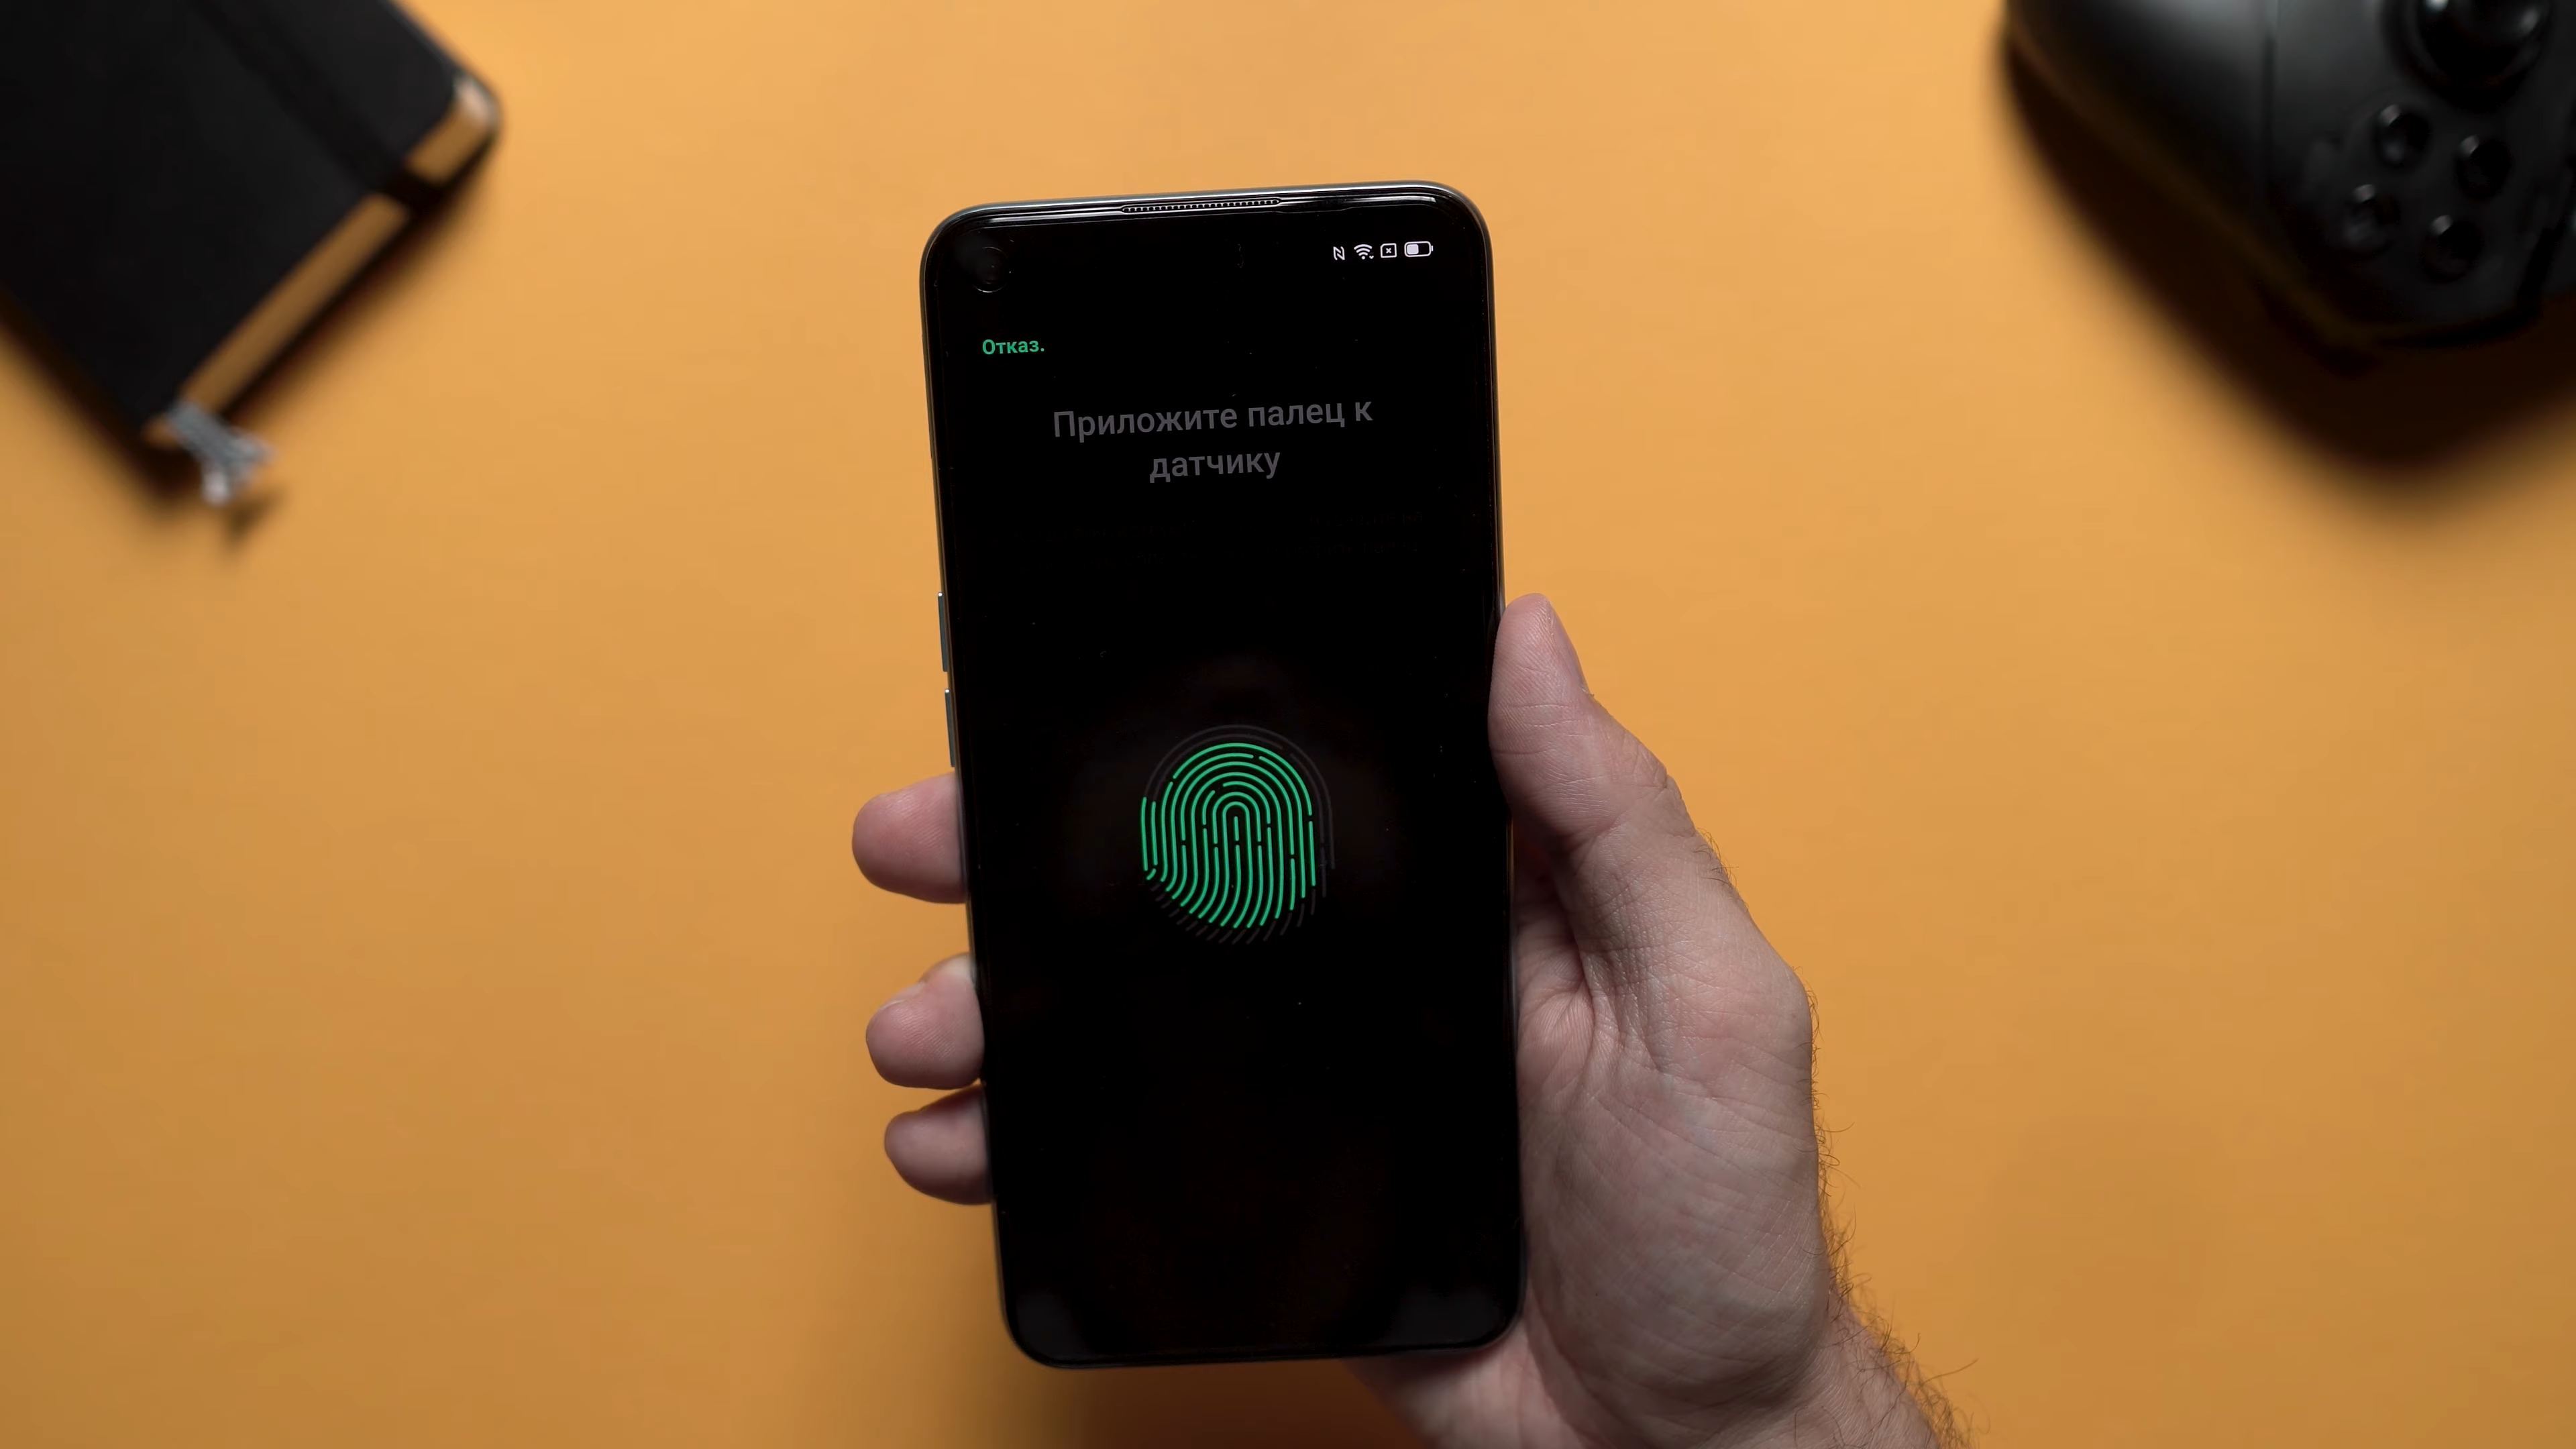 Отказ.
Приложите палец к
датчику